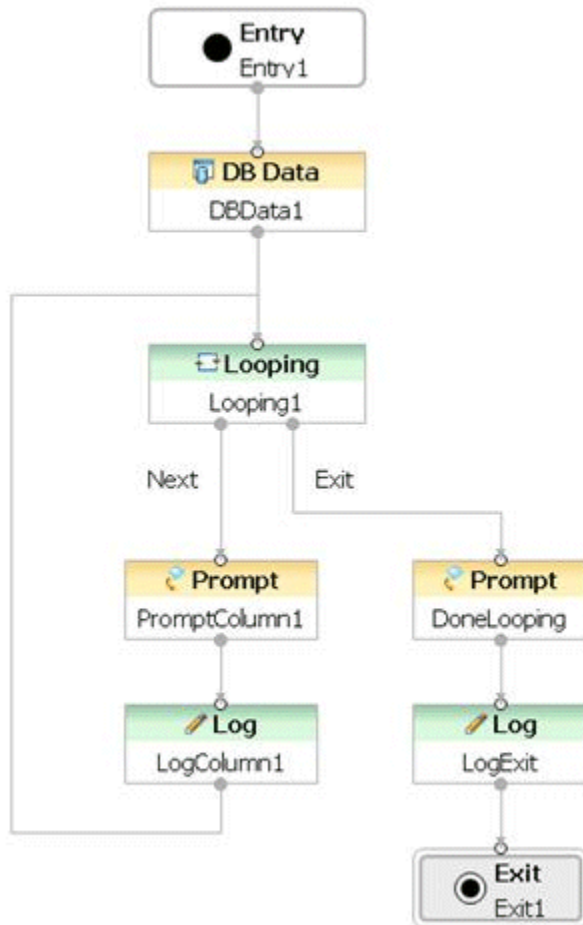 Entry
Entry1
DB Data
DBData1
Looping
Looping1
Next
Exit
Prompt
PromptColumn1
Prompt
DoneLooping
Log
LogColumn1
Log
LogExit
Exit
Exit1